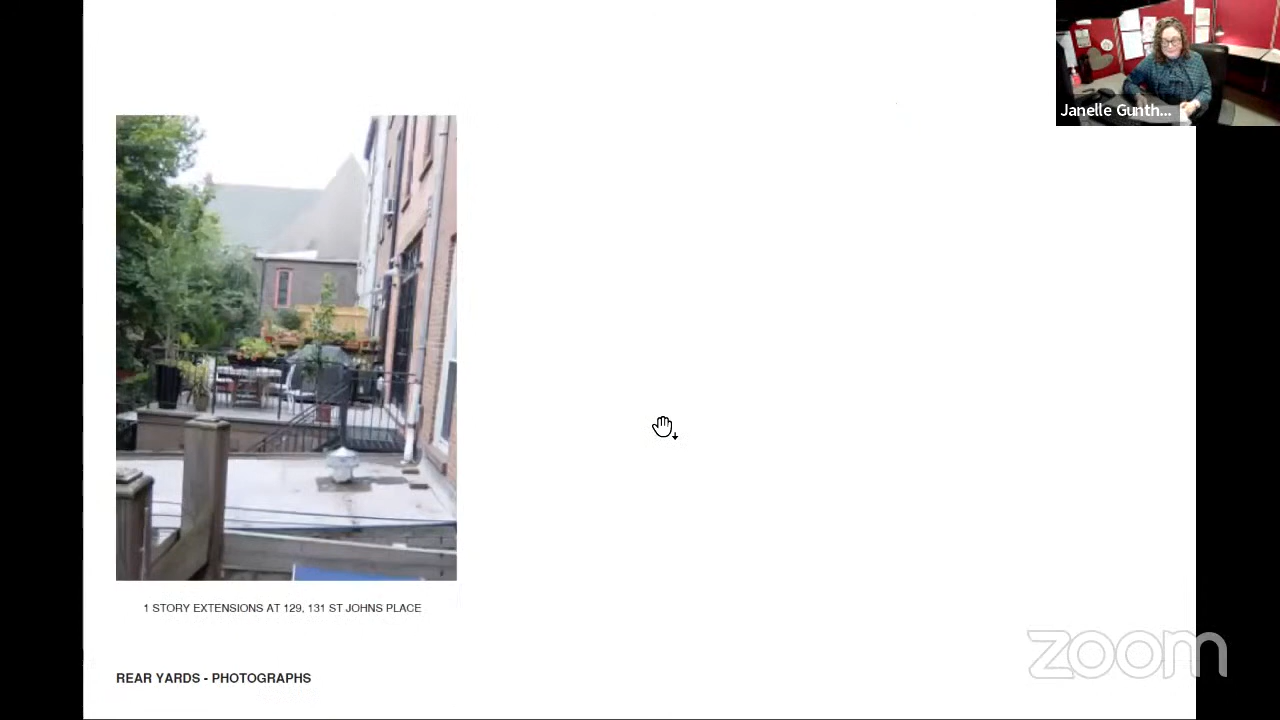 Janelle Gunth...
1 STORY EXTENSIONS AT 129, 131 ST JOHNS PLACE
REAR YARDS - PHOTOGRAPHS
zoom